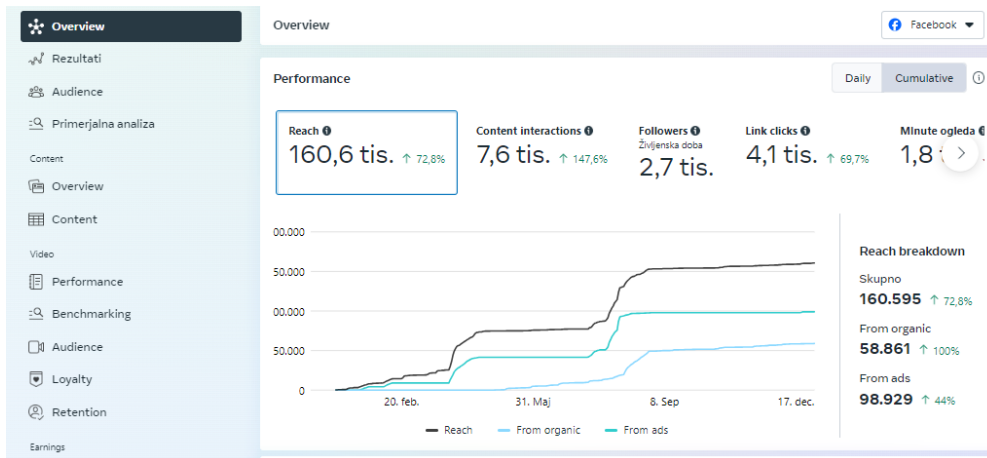 Overview
Rezultati
Audience
Primerjalna analiza
Content
Overview
Content
Video
Performance
Benchmarking
Audience
Loyalty
Retention
Earnings
Overview
Facebook
Performance
Daily Cumulative
Reach
160,6 tis. ↑ 72,8%
Content interactions
7,6 tis. ↑ 147,6%
Followers
Življenska doba
2,7 tis.
Link clicks
4,1 tis. ↑ 69,7%
Minute ogleda
1,8
00.000
50.000
00.000
50.000
0
20. feb. 31. Maj 8. Sep 17. dec.
Reach From organic From ads
Reach breakdown
Skupno
160.595 ↑ 72,8%
From organic
58.861 ↑ 100%
From ads
98.929 ↑ 44%